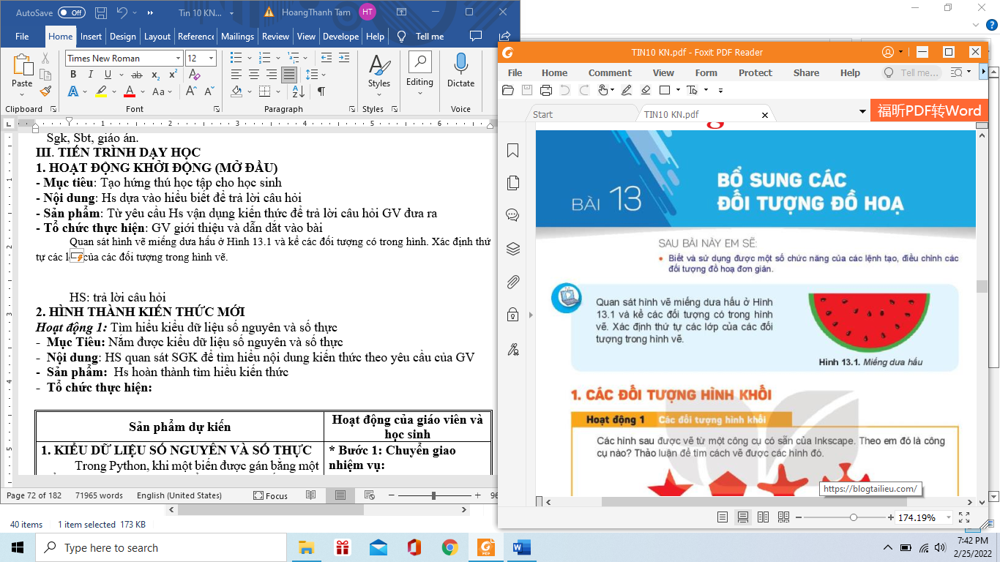 AutoSave Off Tin 10 KN... HoangThanh Tam HT
File Home Insert Design Layout Reference Mailings Review View Develope Help Tell me
Times New Roman 12
Paste Styles Editing Dictate
Clipboard Font Paragraph Styles Voice
Sgk, Sbt, giáo án.
III. TIẾN TRÌNH DẠY HỌC
1. HOẠT ĐỘNG KHỞI ĐỘNG (MỞ ĐẦU)
- Mục tiêu: Tạo hứng thú học tập cho học sinh
- Nội dung: Hs dựa vào hiểu biết để trả lời câu hỏi
- Sản phẩm: Từ yêu cầu Hs vận dụng kiến thức để trả lời câu hỏi GV đưa ra
- Tổ chức thực hiện: GV giới thiệu và dẫn dắt vào bài
Quan sát hình vẽ miếng dưa hấu ở Hình 13.1 và kể các đối tượng có trong hình. Xác định thứ
tự các của các đối tượng trong hình vẽ.
HS: trả lời câu hỏi
2. HÌNH THÀNH KIẾN THỨC MỚI
Hoạt động 1: Tìm hiểu kiểu dữ liệu số nguyên và số thực
- Mục Tiêu: Nắm được kiểu dữ liệu số nguyên và số thực
- Nội dung: HS quan sát SGK để tìm hiểu nội dung kiến thức theo yêu cầu của GV
- Sản phẩm: Hs hoàn thành tìm hiểu kiến thức
- Tổ chức thực hiện:
Sản phẩm dự kiến
Hoạt động của giáo viên và
học sinh
1. KIỂU DỮ LIỆU SỐ NGUYÊN VÀ SỐ THỰC
Trong Python, khi một biến được gán bằng một
* Bước 1: Chuyển giao
nhiệm vụ:
Page 72 of 182 71965 words English (United States) Focus
40 items 1 item selected 173 KB
TIN10 KN.pdf - Foxit PDF Reader
File Home Comment View Form Protect Share Help Tell me...
Start TIN10 KN.pdf 福昕PDF转Word
BÀI 13
BỔ SUNG CÁC
ĐỐI TƯỢNG ĐỒ HOẠ
SAU BÀI NÀY EM SẼ:
• Biết và sử dụng được một số chức năng của các lệnh tạo, điều chỉnh các
đối tượng đồ hoạ đơn giản.
Quan sát hình vẽ miếng dưa hấu ở Hình
13.1 và kể các đối tượng có trong hình
vẽ. Xác định thứ tự các lớp của các đối
tượng trong hình vẽ.
Hình 13.1. Miếng dưa hấu
1. CÁC ĐỐI TƯỢNG HÌNH KHỐI
Hoạt động 1 Các đối tượng hình khối
Các hình sau được vẽ từ một công cụ có sẵn của Inkscape. Theo em đó là công
cụ nào? Thảo luận để tìm cách vẽ được các hình đó.
https://blogtailieu.com/
174.19%
Type here to search
7:42 PM
2/25/2022